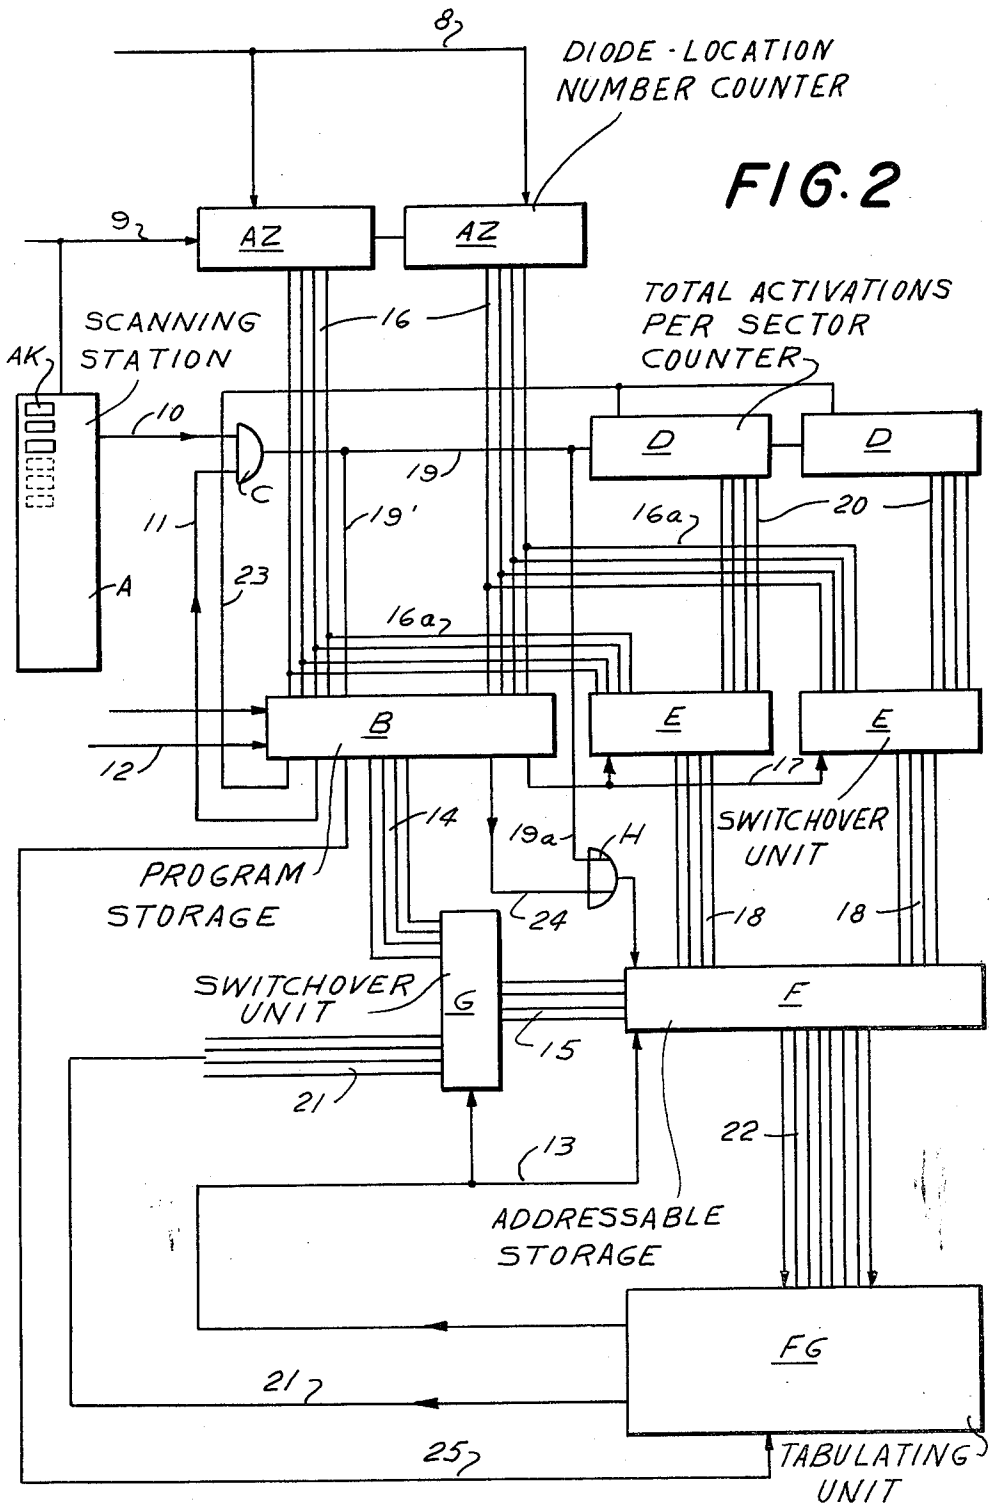 8
DIODE - LOCATION
NUMBER COUNTER
FIG. 2
9
AZ
AZ
TOTAL ACTIVATIONS
PER SECTOR
COUNTER
16
SCANNING
STATION
AK
10
D
D
C
19
11
19'
16a
20
23
A
16a
B
E
E
12
17
14
19a
H
SWITCHOVER
UNIT
PROGRAM
STORAGE
24
18
18
SWITCHOVER
UNIT
G
F
15
21
22
13
ADDRESSABLE
STORAGE
FG
21
25
TABULATING
UNIT